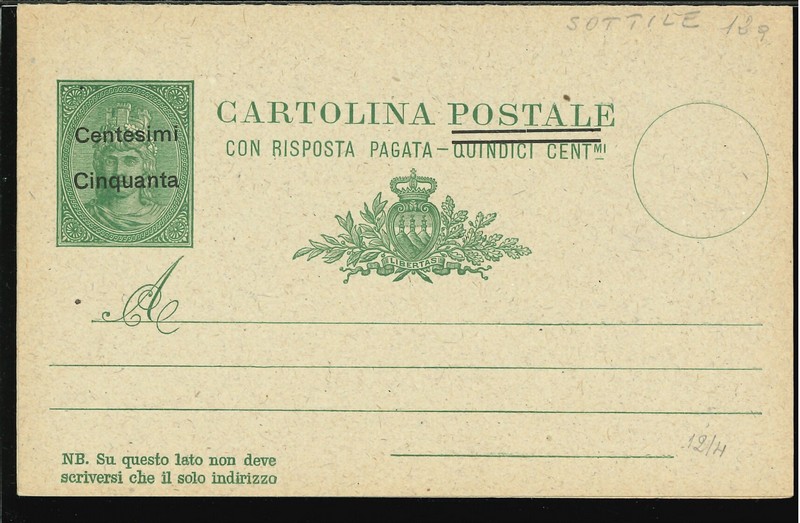 SOTTILE 129
CARTOLINA POSTALE
CON RISPOSTA PAGATA – QUINDICI CENTMI
Centesimi
Cinquanta
LIBERTAS
A
12/4
NB. Su questo lato non deve
scriversi che il solo indirizzo